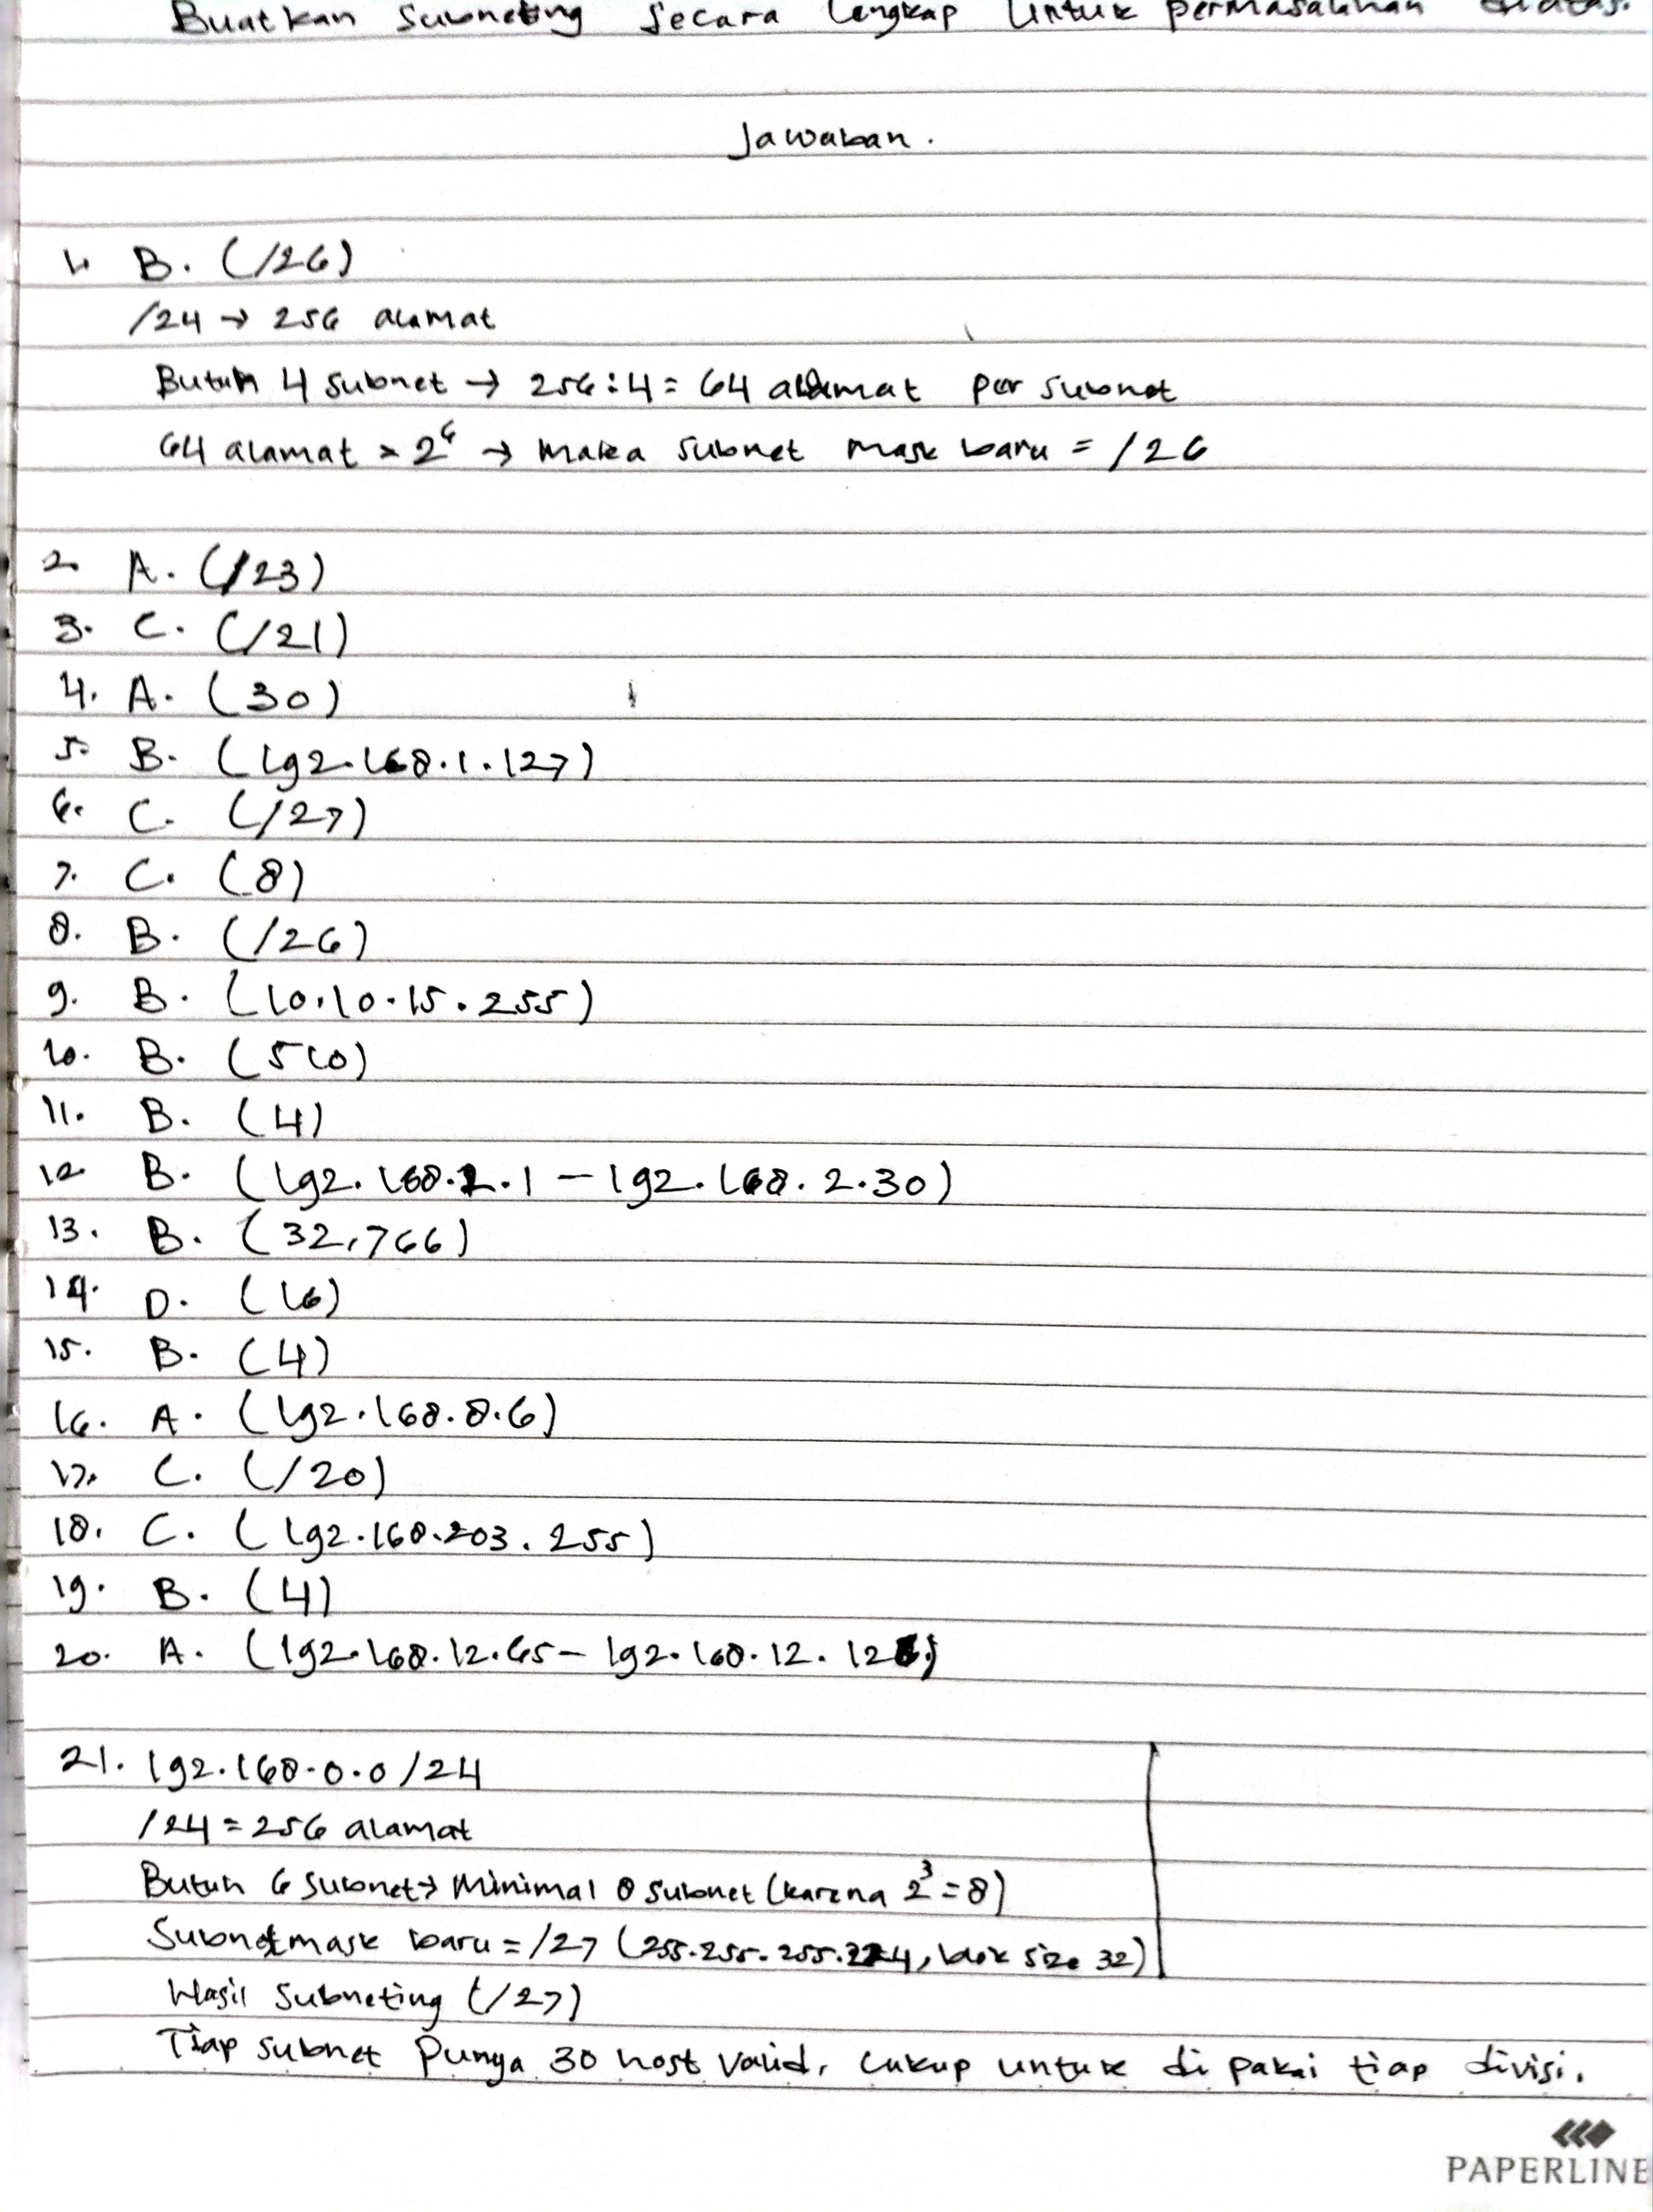 Buatkan Subneting secara lengkap untuk permasalahan diatas.
Jawaban.
1. B. (/26)
/24 → 256 alamat
Butuh 4 subnet → 256:4 = 64 alamat per subnet
64 alamat = 2⁶ → maka subnet mask baru = /26
2. A. (/23)
3. C. (/21)
4. A. (30)
5. B. (192.168.1.127)
6. C. (/27)
7. C. (8)
8. B. (/26)
9. B. (10.10.15.255)
10. B. (510)
11. B. (4)
12. B. (192.168.2.1 - 192.168.2.30)
13. B. (32,766)
14. D. (16)
15. B. (4)
16. A. (192.168.8.6)
17. C. (/20)
18. C. (192.168.203.255)
19. B. (4)
20. A. (192.168.12.65 - 192.168.12.126)
21. 192.168.0.0/24
/24 = 256 alamat
Butuh 6 subnet → Minimal 8 subnet (karena 2³ = 8)
Subnetmask baru = /27 (255.255.255.224, blok size 32)
Hasil Subneting (/27)
Tiap subnet Punya 30 host valid, cukup untuk di pakai tiap divisi.
PAPERLINE